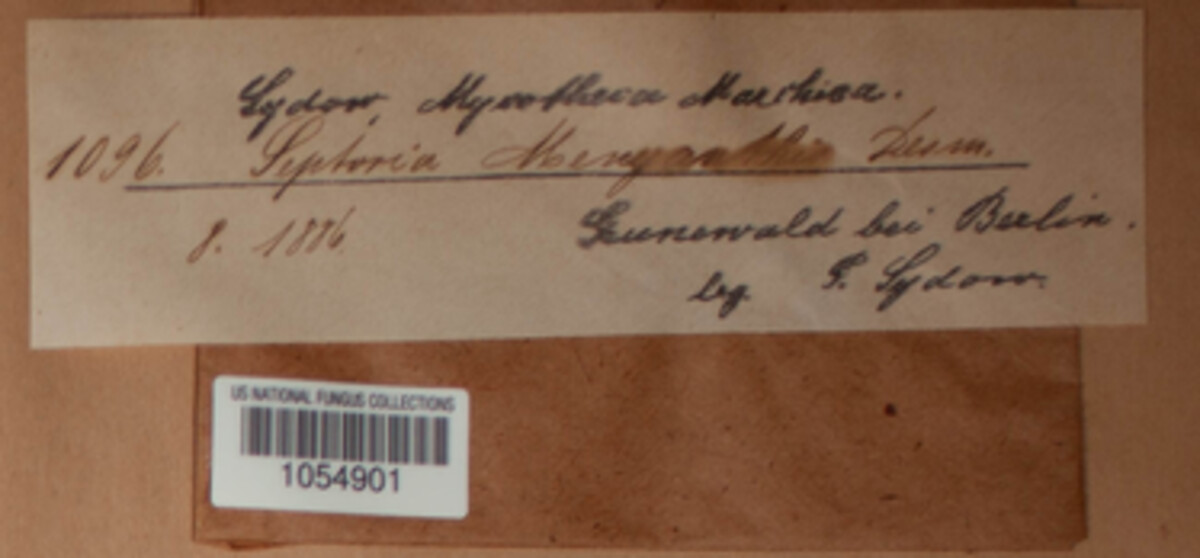 Sydow, Mycotheca Marchica.
1096. Septoria Menyanthis Desm.
8. 1886
Grunewald bei Berlin.
leg. P. Sydow.
US NATIONAL FUNGUS COLLECTIONS
1054901